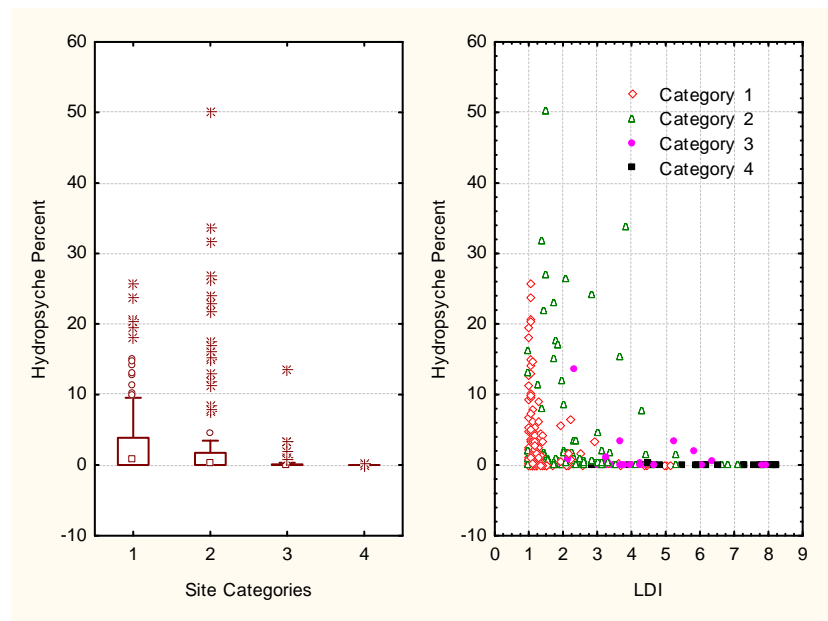 60
50
40
30
20
10
0
-10
Hydropsyche Percent
1 2 3 4
Site Categories
60
50
40
30
20
10
0
-10
Hydropsyche Percent
Category 1
Category 2
Category 3
Category 4
0 1 2 3 4 5 6 7 8 9
LDI